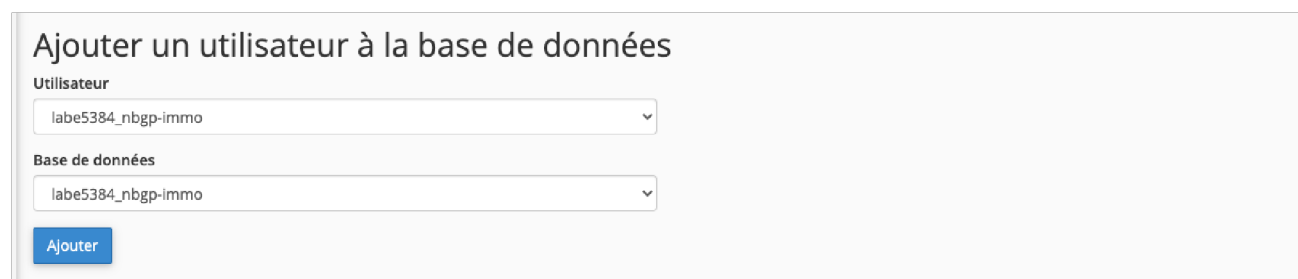 Ajouter un utilisateur à la base de données
Utilisateur
labe5384_nbgp-immo
Base de données
labe5384_nbgp-immo
Ajouter